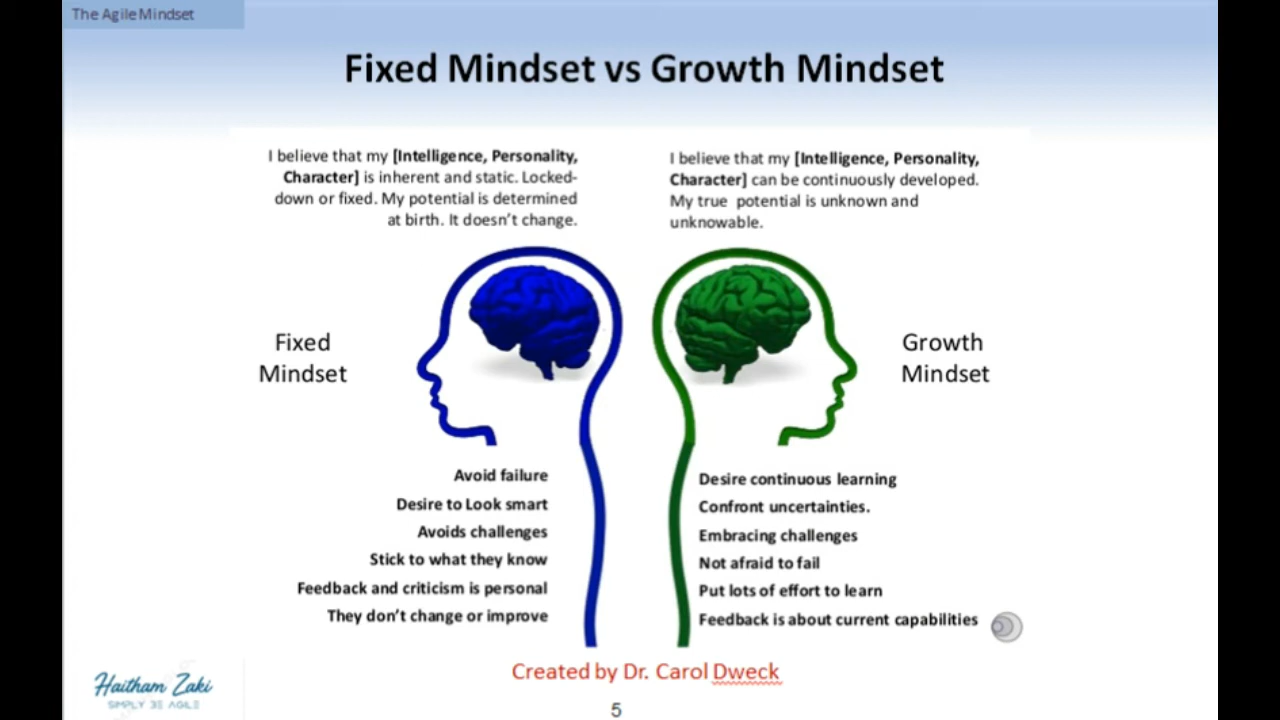 The Agile Mindset
Fixed Mindset vs Growth Mindset
I believe that my [Intelligence, Personality,
Character] is inherent and static. Locked-
down or fixed. My potential is determined
at birth. It doesn't change.
I believe that my [Intelligence, Personality,
Character] can be continuously developed.
My true potential is unknown and
unknowable.
Fixed
Mindset
Growth
Mindset
Avoid failure
Desire to Look smart
Avoids challenges
Stick to what they know
Feedback and criticism is personal
They don't change or improve
Desire continuous learning
Confront uncertainties.
Embracing challenges
Not afraid to fail
Put lots of effort to learn
Feedback is about current capabilities
Created by Dr. Carol Dweck
Haitham Zaki
SIMPLY BE AGILE
5